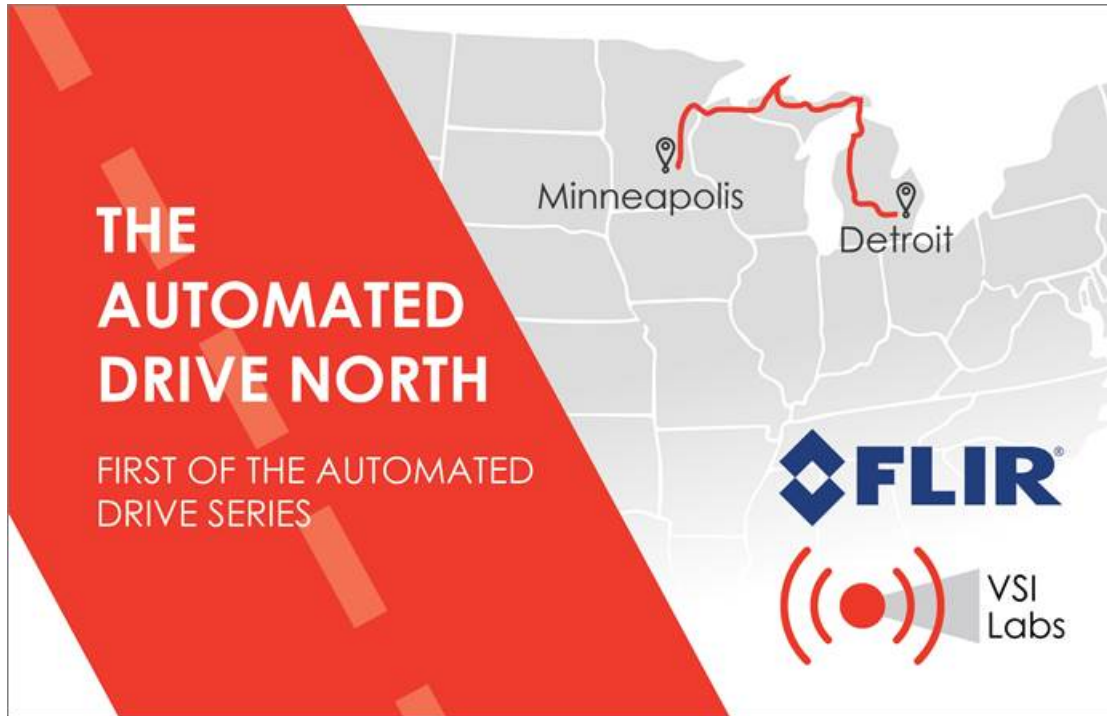 THE
AUTOMATED
DRIVE NORTH
FIRST OF THE AUTOMATED
DRIVE SERIES
Minneapolis
Detroit
FLIR®
VSI
Labs